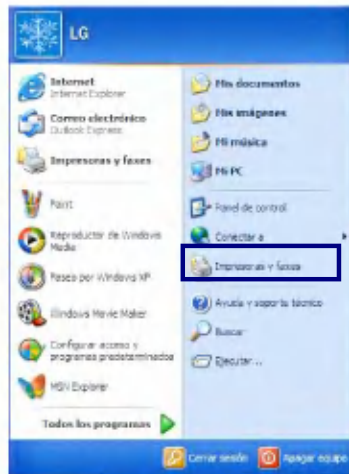 LG
Internet
Internet Explorer
Correo electrónico
Outlook Express
Impresoras y faxes
Paint
Reproductor de Windows
Media
Paseo por Windows XP
Windows Movie Maker
Configurar acceso y
programas predeterminados
MSN Explorer
Todos los programas
Mis documentos
Mis imágenes
Mi música
Mi PC
Panel de control
Conectar a
Impresoras y faxes
Ayuda y soporte técnico
Buscar
Ejecutar...
Cerrar sesión
Apagar equipo